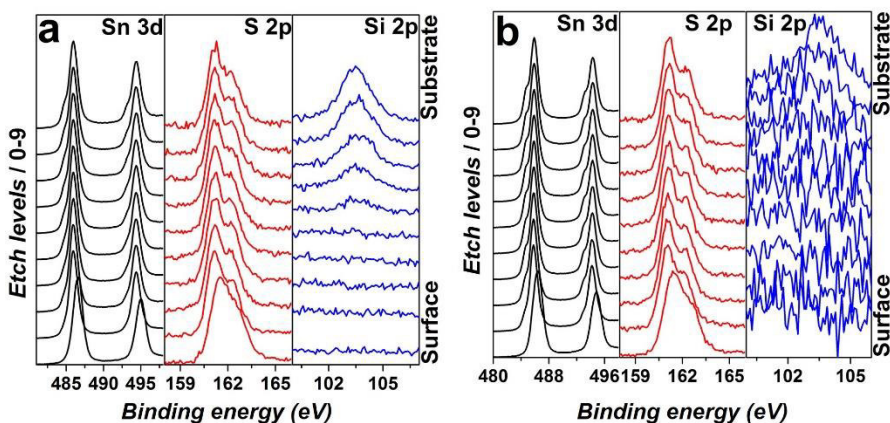 a
Sn 3d
S 2p
Si 2p
Etch levels / 0-9
Substrate
Surface
485 490 495 159 162 165 102 105
Binding energy (eV)
b
Sn 3d
S 2p
Si 2p
Etch levels / 0-9
Substrate
Surface
480 488 496 159 162 165 102 105
Binding energy (eV)